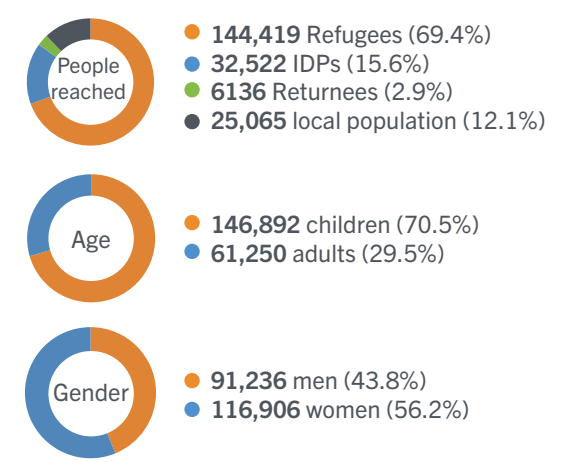 People
reached
144,419 Refugees (69.4%)
32,522 IDPs (15.6%)
6136 Returnees (2.9%)
25,065 local population (12.1%)
Age
146,892 children (70.5%)
61,250 adults (29.5%)
Gender
91,236 men (43.8%)
116,906 women (56.2%)